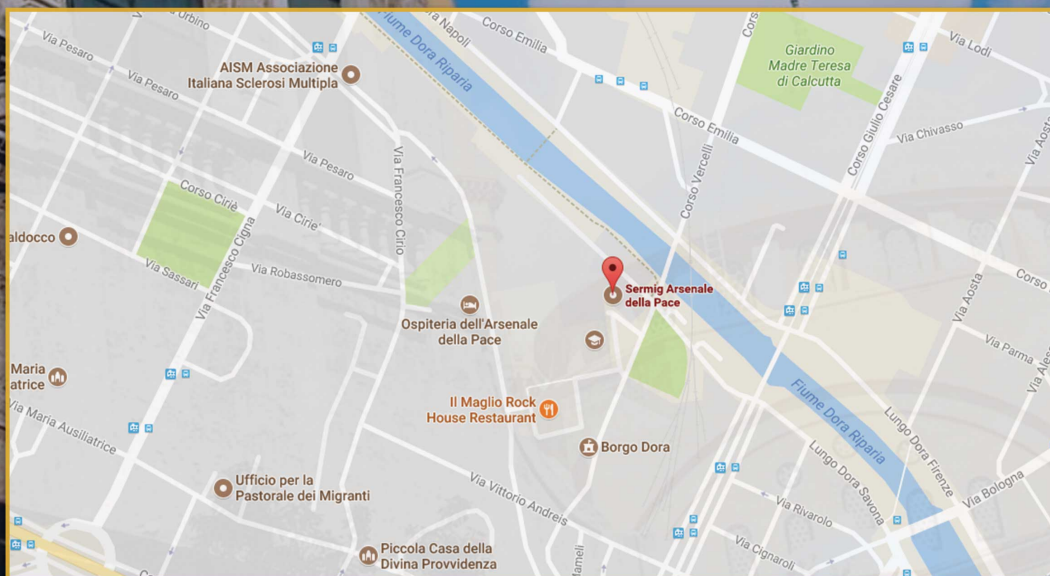 Via Urbino
Via Pesaro
Via Pesaro
AISM Associazione
Italiana Sclerosi Multipla
Fiume Dora Riparia
Napoli
Corso Emilia
Giardino
Madre Teresa
di Calcutta
Via Lodi
Corso Emilia
Corso Giulio Cesare
Via Chivasso
Via Aosta
Via Pesaro
Via Francesco Cirio
Corso Vercelli
Corso Ciriè
Via Cirie'
aldocco
Via Sassari
Via Francesco Cigna
Via Robassomero
Sermig Arsenale
della Pace
Corso
Via Aosta
Ospiteria dell'Arsenale
della Pace
Via Parma
Maria
atrice
Il Maglio Rock
House Restaurant
Via Ale
Fiume Dora Riparia
Via Maria Ausiliatrice
Borgo Dora
Lungo Dora Firenze
Lungo Dora Savona
Ufficio per la
Pastorale dei Migranti
Via Vittorio Andreis
Via Rivarolo
Via Bologna
Piccola Casa della
Divina Provvidenza
Mameli
Via Cignaroli